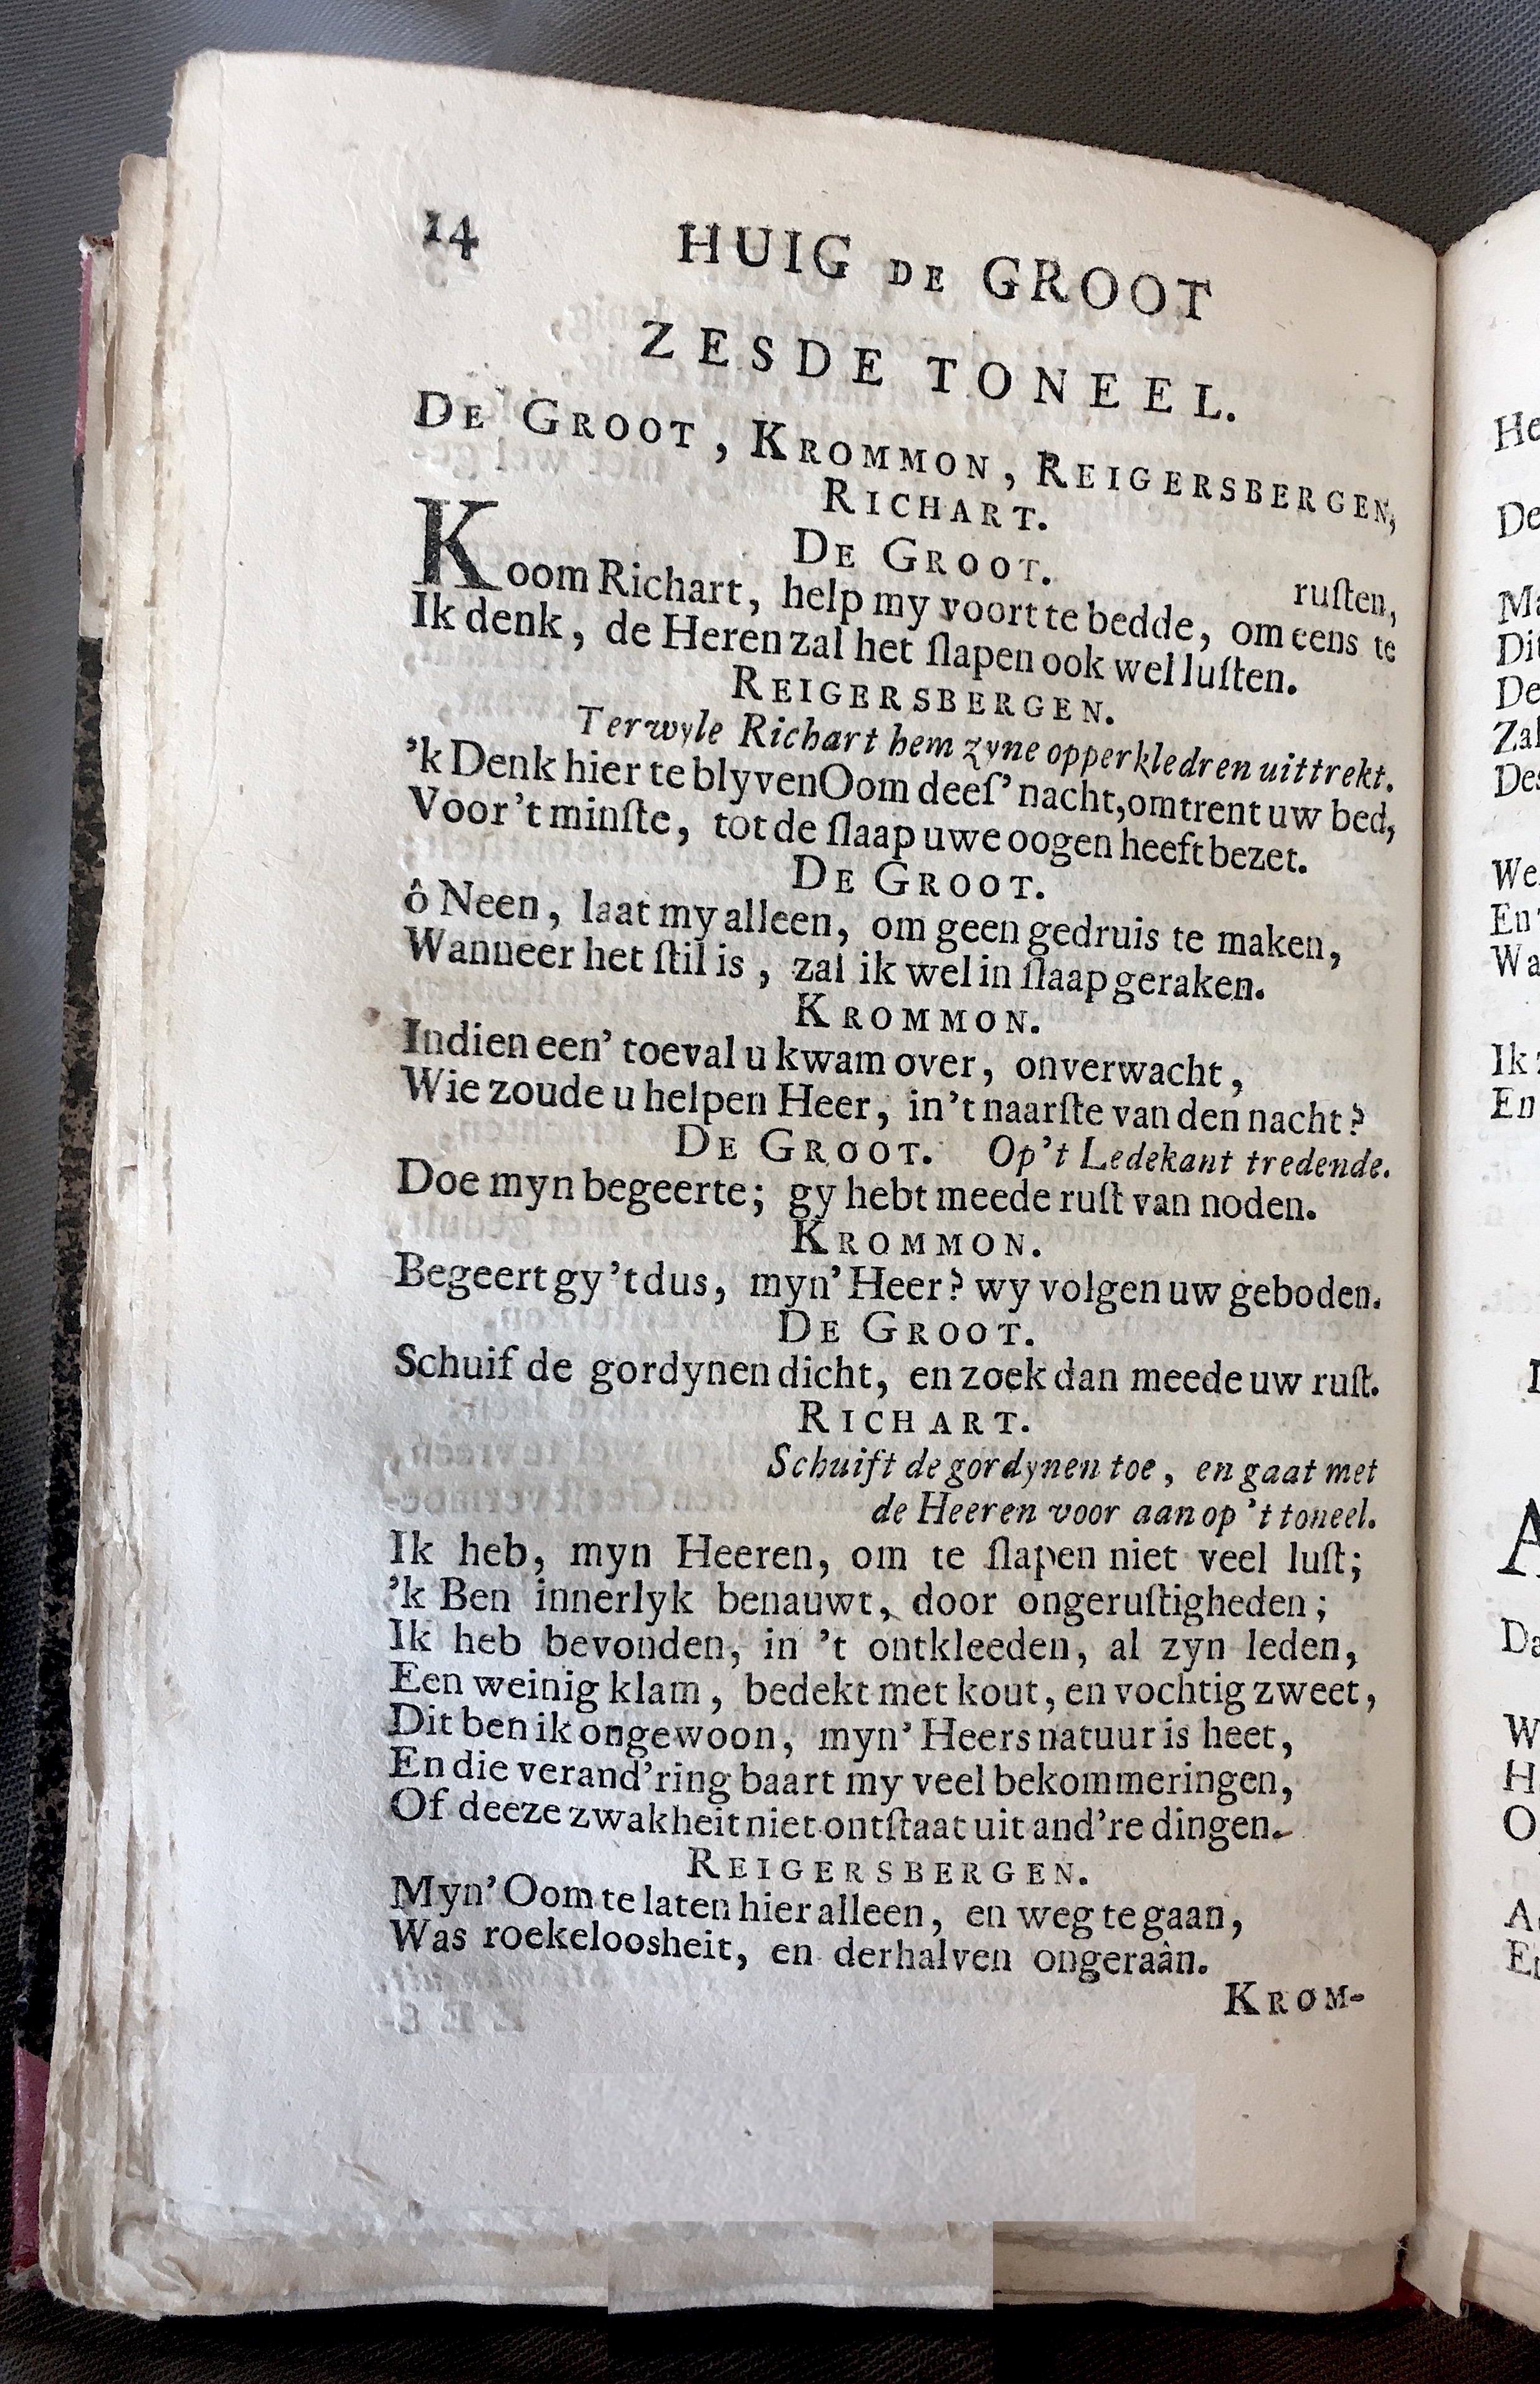 14 HUIG DE GROOT
ZESDE TONEEL.
DE GROOT, KROMMON, REIGERSBERGEN,
RICHART.
DE GROOT.
ruſten,
Koom Richart, help my voort te bedde, om eens te
Ik denk, de Heren zal het ſlapen ook wel luſten.
REIGERSBERGEN.
Terwyle Richart hem zyne opperkledren uittrekt.
’k Denk hier te blyven Oom deeſ’ nacht, omtrent uw bed,
Voor ’t minſte, tot de ſlaap uwe oogen heeft bezet.
DE GROOT.
ô Neen, laat my alleen, om geen gedruis te maken,
Wanneer het ſtil is, zal ik wel in ſlaap geraken.
KROMMON.
Indien een’ toeval u kwam over, onverwacht,
Wie zoude u helpen Heer, in ’t naarſte van den nacht?
DE GROOT. Op ’t Ledekant tredende.
Doe myn begeerte; gy hebt meede ruſt van noden.
KROMMON.
Begeert gy ’t dus, myn’ Heer? wy volgen uw geboden.
DE GROOT.
Schuif de gordynen dicht, en zoek dan meede uw ruſt.
RICHART.
Schuift de gordynen toe, en gaat met
de Heeren voor aan op ’t toneel.
Ik heb, myn Heeren, om te ſlapen niet veel luſt;
’k Ben innerlyk benauwt, door ongeruſtigheden;
Ik heb bevonden, in ’t ontkleeden, al zyn leden,
Een weinig klam, bedekt met kout, en vochtig zweet,
Dit ben ik ongewoon, myn’ Heers natuur is heet,
En die verand’ring baart my veel bekommeringen,
Of deeze zwakheit niet ontſtaat uit and’re dingen.
REIGERSBERGEN.
Myn’ Oom te laten hier alleen, en weg te gaan,
Was roekeloosheit, en derhalven ongeraân.
KROM-